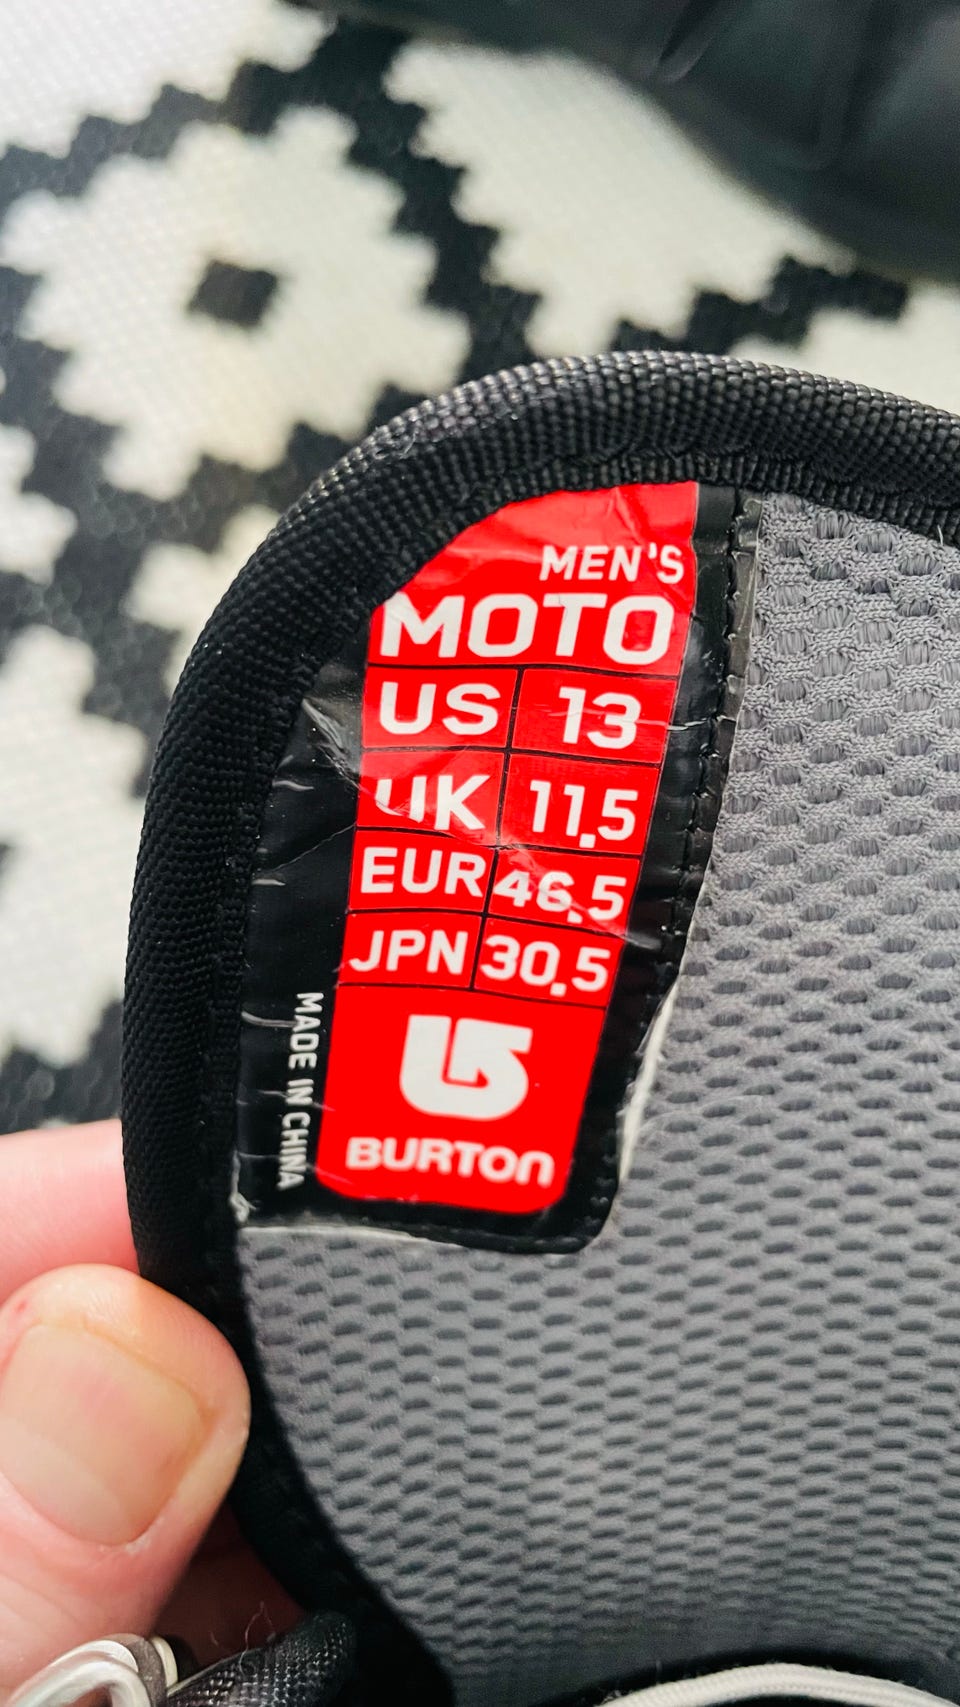 MEN'S
MOTO
US 13
UK 11.5
EUR 46.5
JPN 30.5
BURTON
MADE IN CHINA